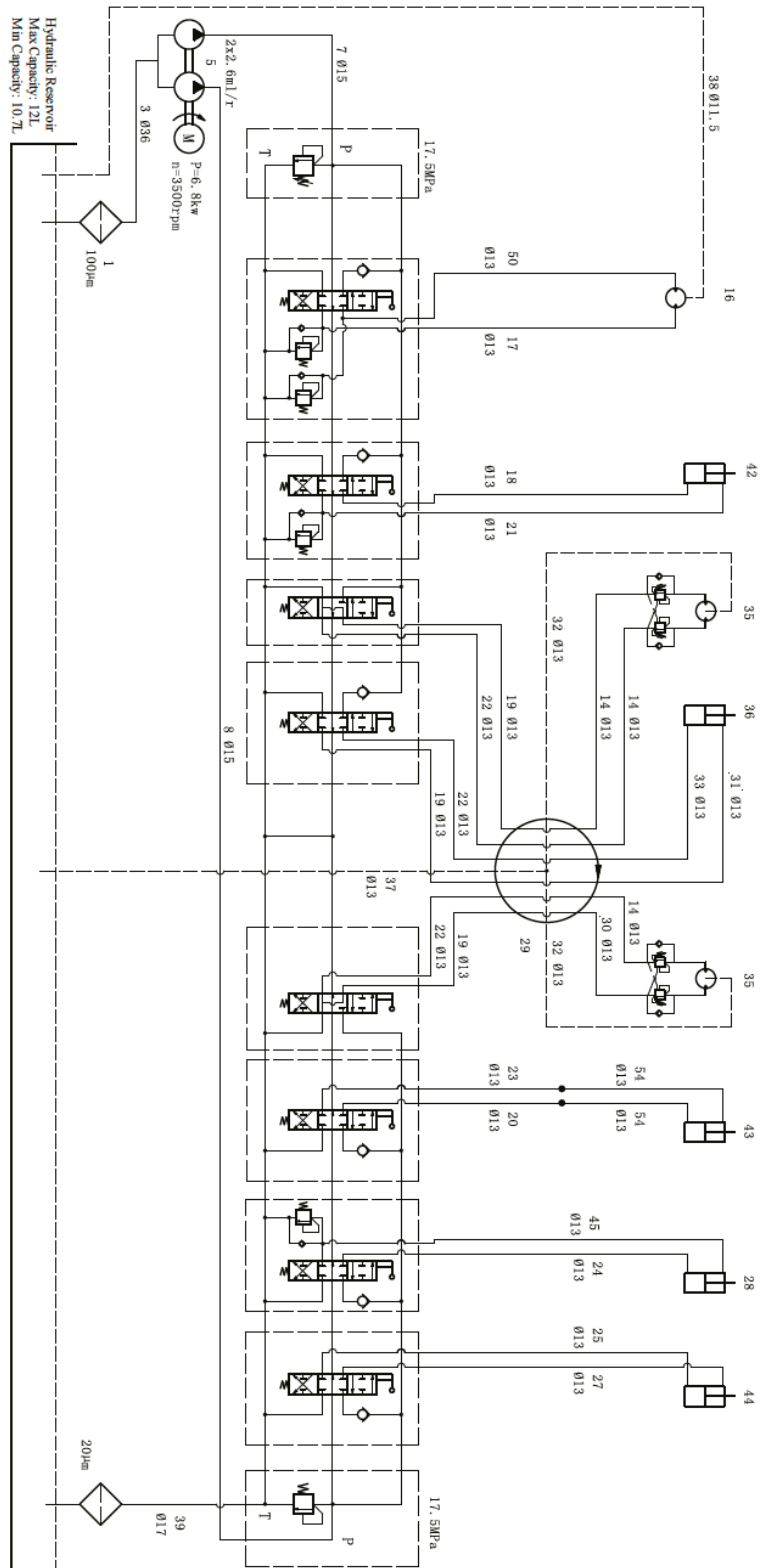 42
35
36
35
43
28
44
16
31 Ø13
33 Ø13
38 Ø11.5
14 Ø13
14 Ø13
14 Ø13
.30 Ø13
54
Ø13
54
Ø13
32 Ø13
32 Ø13
29
50
Ø13
17
Ø13
18
Ø13
21
Ø13
19 Ø13
22 Ø13
22 Ø13
19 Ø13
19 Ø13
22 Ø13
23
Ø13
20
Ø13
45
Ø13
24
Ø13
25
Ø13
27
Ø13
37
Ø13
17.5MPa
17.5MPa
7 Ø15
P
T
P
T
8 Ø15
5
2x2.6ml/r
M
P=6.8kw
n=3500rpm
3 Ø36
1
100μm
39
Ø17
20μm
Hydraulic Reservoir
Max Capacity: 12L
Min Capacity: 10.7L